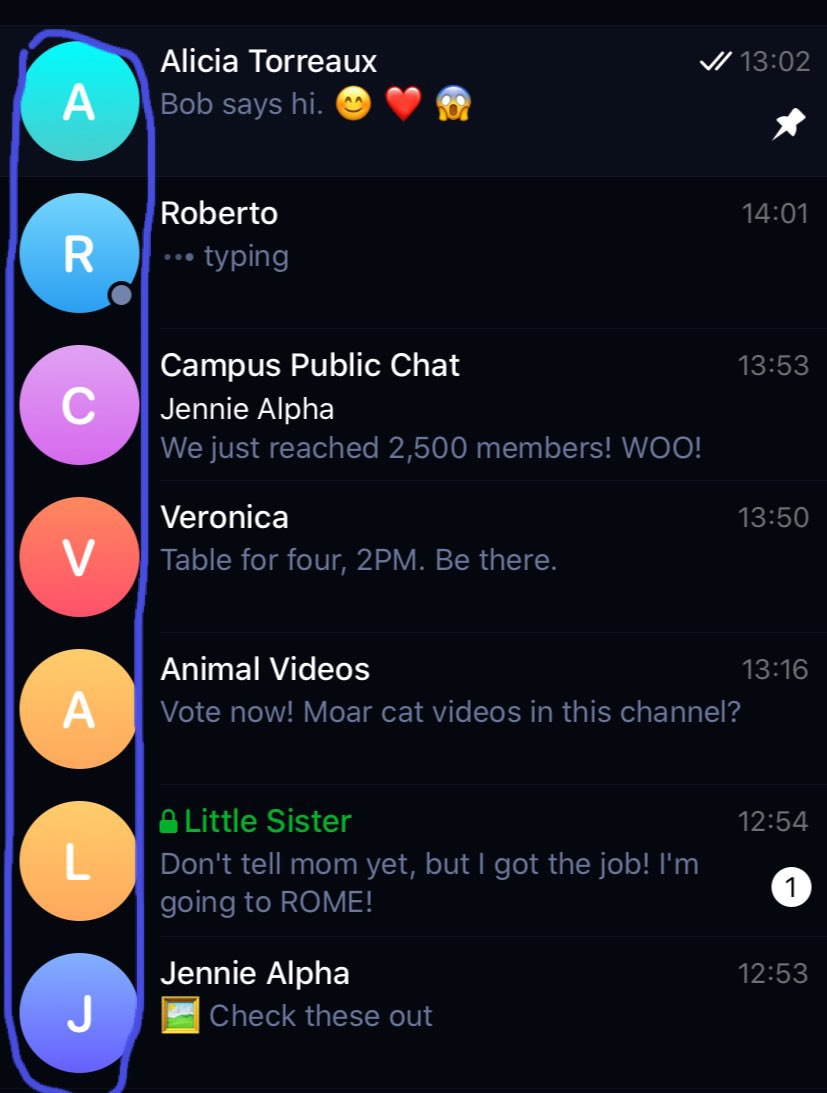 A
Alicia Torreaux 13:02
Bob says hi. 😊 ❤️ 😱
R
Roberto 14:01
••• typing
C
Campus Public Chat 13:53
Jennie Alpha
We just reached 2,500 members! WOO!
V
Veronica 13:50
Table for four, 2PM. Be there.
A
Animal Videos 13:16
Vote now! Moar cat videos in this channel?
L
Little Sister 12:54
Don't tell mom yet, but I got the job! I'm
going to ROME! 1
J
Jennie Alpha 12:53
🖼️ Check these out